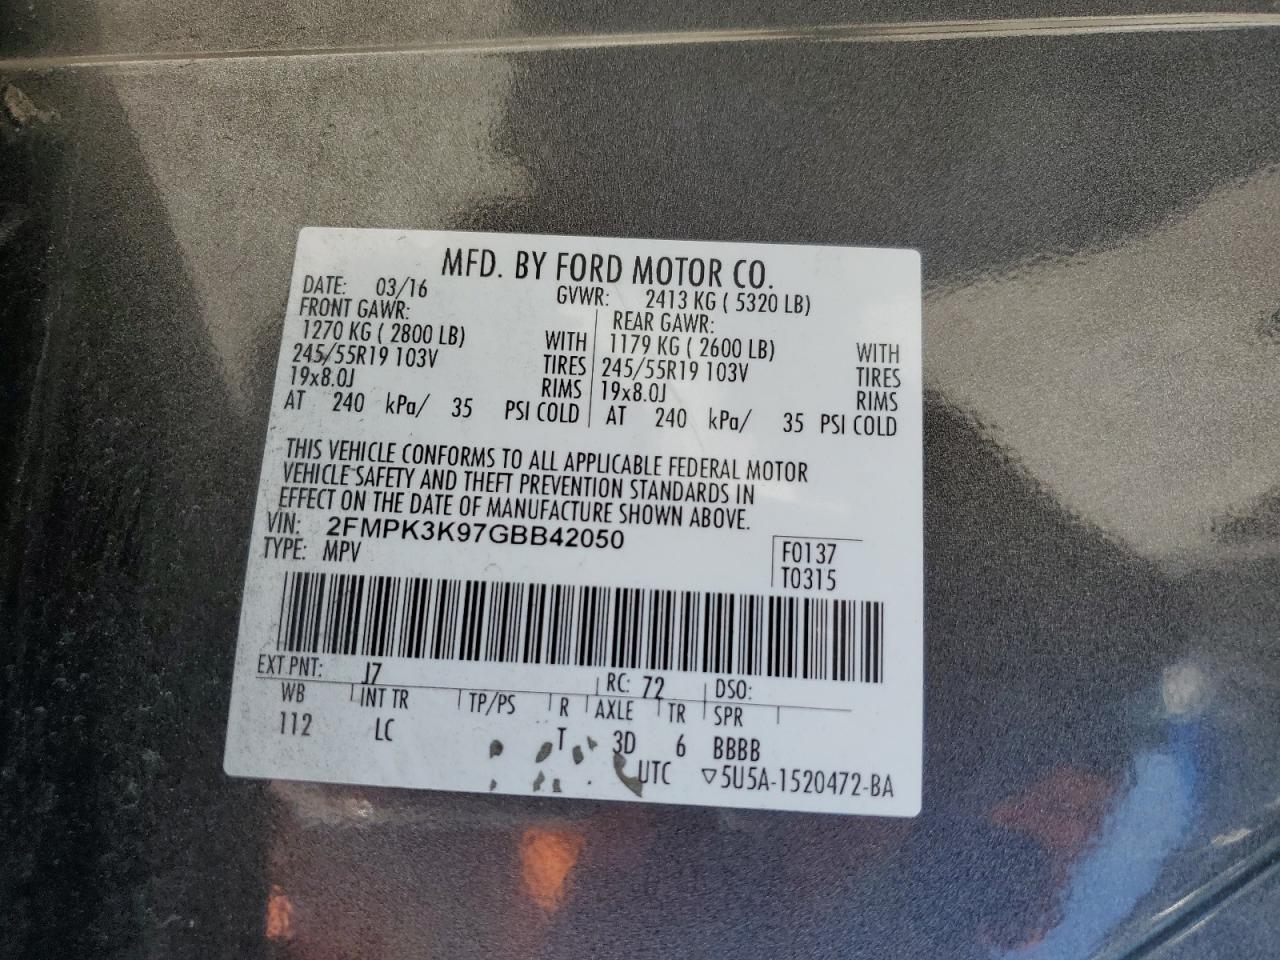 MFD. BY FORD MOTOR CO.
DATE: 03/16 GVWR: 2413 KG ( 5320 LB)
FRONT GAWR: REAR GAWR:
1270 KG ( 2800 LB) WITH 1179 KG ( 2600 LB) WITH
245/55R19 103V TIRES 245/55R19 103V TIRES
19x8.0J RIMS 19x8.0J RIMS
AT 240 kPa/ 35 PSI COLD AT 240 kPa/ 35 PSI COLD
THIS VEHICLE CONFORMS TO ALL APPLICABLE FEDERAL MOTOR
VEHICLE SAFETY AND THEFT PREVENTION STANDARDS IN
EFFECT ON THE DATE OF MANUFACTURE SHOWN ABOVE.
VIN: 2FMPK3K97GBB42050
TYPE: MPV
F0137
T0315
EXT PNT: J7 RC: 72 DSO:
WB INT TR TP/PS R AXLE TR SPR
112 LC T 3D 6 BBBB
UTC ▽5U5A-1520472-BA